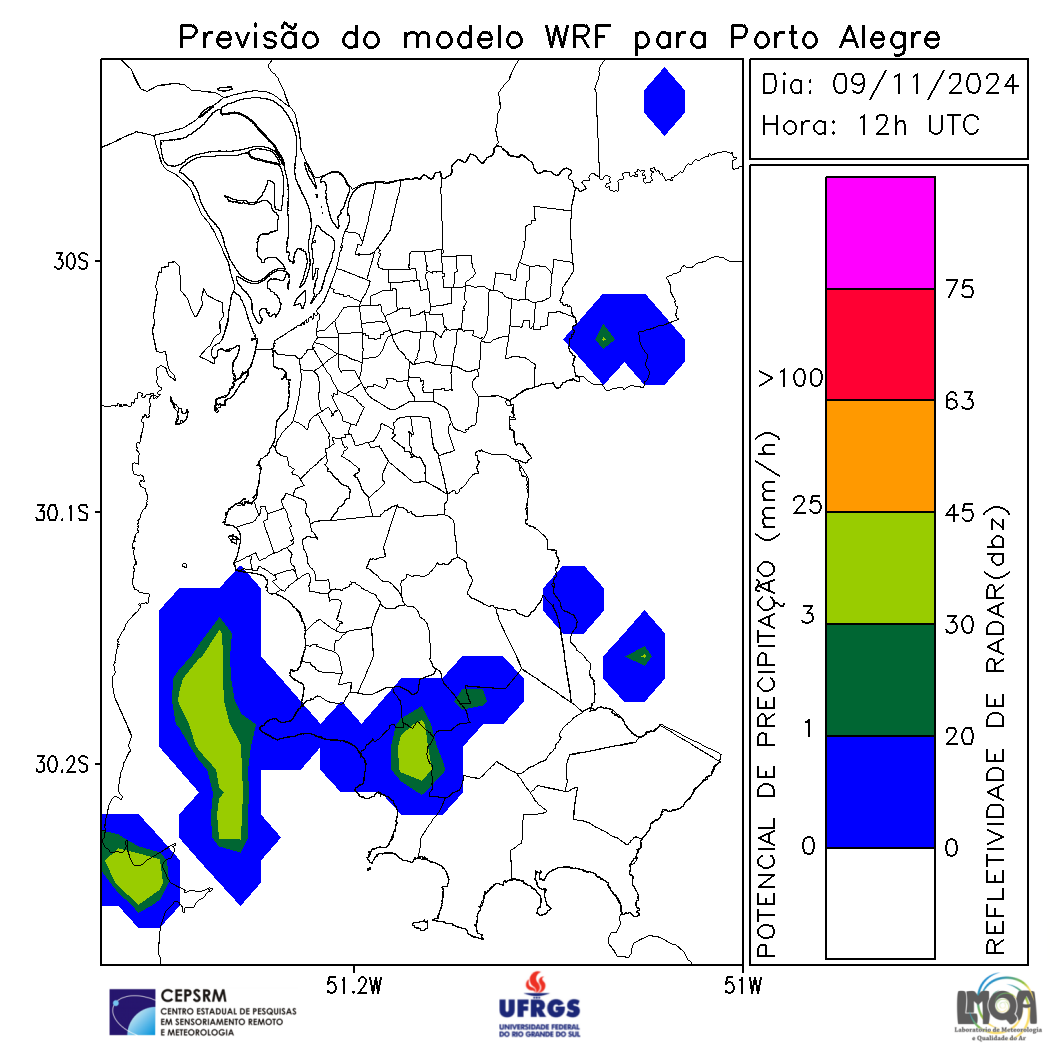 Previsão do modelo WRF para Porto Alegre
Dia: 09/11/2024
Hora: 12h UTC
30S
30.1S
30.2S
51.2W
51W
POTENCIAL DE PRECIPITAÇÃO (mm/h)
>100
25
3
1
0
75
63
45
30
20
0
REFLETIVIDADE DE RADAR(dbz)
CEPSRM
CENTRO ESTADUAL DE PESQUISAS
EM SENSORIAMENTO REMOTO
E METEOROLOGIA
UFRGS
UNIVERSIDADE FEDERAL
DO RIO GRANDE DO SUL
LMQA
Laboratório de Meteorologia
e Qualidade do Ar